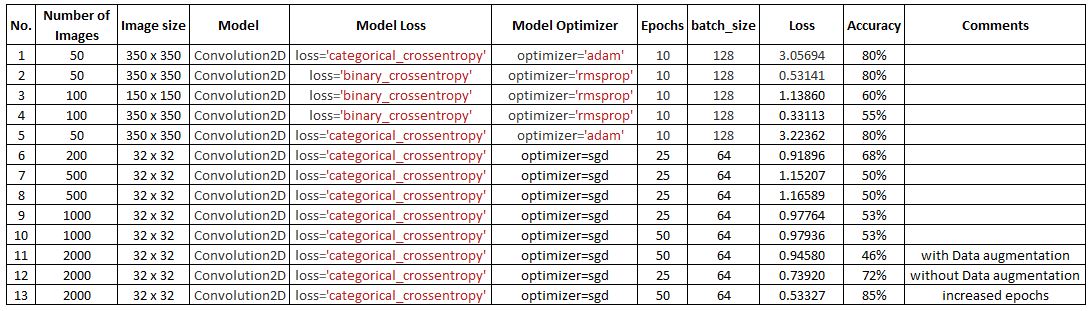 No. Number of Images Image size Model Model Loss Model Optimizer Epochs batch_size Loss Accuracy Comments
1 50 350 x 350 Convolution2D loss='categorical_crossentropy' optimizer='adam' 10 128 3.05694 80%
2 50 350 x 350 Convolution2D loss='binary_crossentropy' optimizer='rmsprop' 10 128 0.53141 80%
3 100 150 x 150 Convolution2D loss='binary_crossentropy' optimizer='rmsprop' 10 128 1.13860 60%
4 100 350 x 350 Convolution2D loss='binary_crossentropy' optimizer='rmsprop' 10 128 0.33113 55%
5 50 350 x 350 Convolution2D loss='categorical_crossentropy' optimizer='adam' 10 128 3.22362 80%
6 200 32 x 32 Convolution2D loss='categorical_crossentropy' optimizer=sgd 25 64 0.91896 68%
7 500 32 x 32 Convolution2D loss='categorical_crossentropy' optimizer=sgd 25 64 1.15207 50%
8 500 32 x 32 Convolution2D loss='categorical_crossentropy' optimizer=sgd 25 64 1.16589 50%
9 1000 32 x 32 Convolution2D loss='categorical_crossentropy' optimizer=sgd 25 64 0.97764 53%
10 1000 32 x 32 Convolution2D loss='categorical_crossentropy' optimizer=sgd 50 64 0.97936 53%
11 2000 32 x 32 Convolution2D loss='categorical_crossentropy' optimizer=sgd 50 64 0.94580 46% with Data augmentation
12 2000 32 x 32 Convolution2D loss='categorical_crossentropy' optimizer=sgd 25 64 0.73920 72% without Data augmentation
13 2000 32 x 32 Convolution2D loss='categorical_crossentropy' optimizer=sgd 50 64 0.53327 85% increased epochs